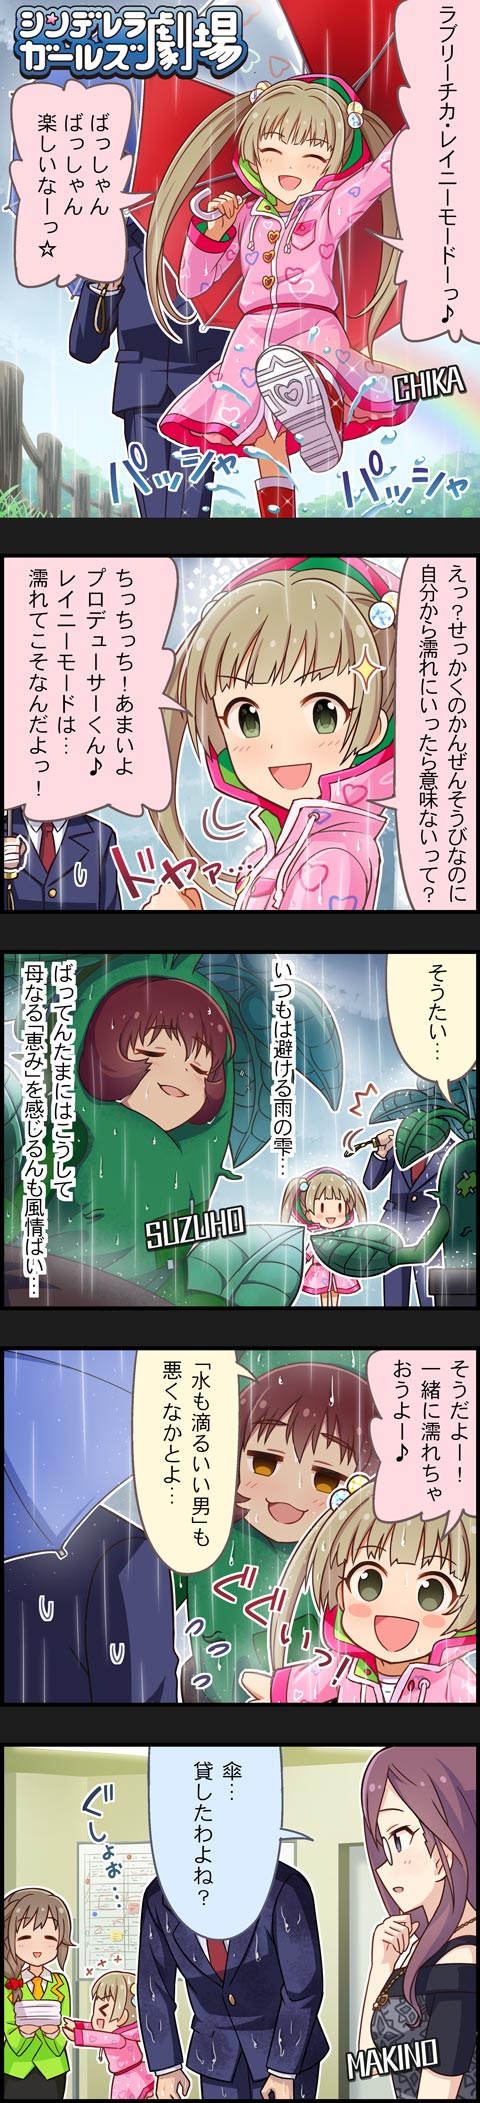 シンデレラ
ガールズ劇場
ラブリーチカ・レイニーモードーっ♪
ばっしゃん
ばっしゃん
楽しいなーっ☆
CHIKA
パッシャ
パッシャ
えっ？せっかくのかんぜんそうびなのに
自分から濡れにいったら意味ないって？
ちっちっち！あまいよ
プロデューサーくん♪
レイニーモードは…
濡れてこそなんだよっ！
ドヤァ…
そうたい…
いつもは避ける雨の雫…
ばってんたまにはこうして
母なる「恵み」を感じるんも風情ばい…
SUZUHO
そうだよー！
一緒に濡れちゃ
おうよー♪
「水も滴るいい男」も
悪くなかとよ…
ぐぐいっ！
傘…
貸したわよね？
ぐしょぉ…
MAKINO